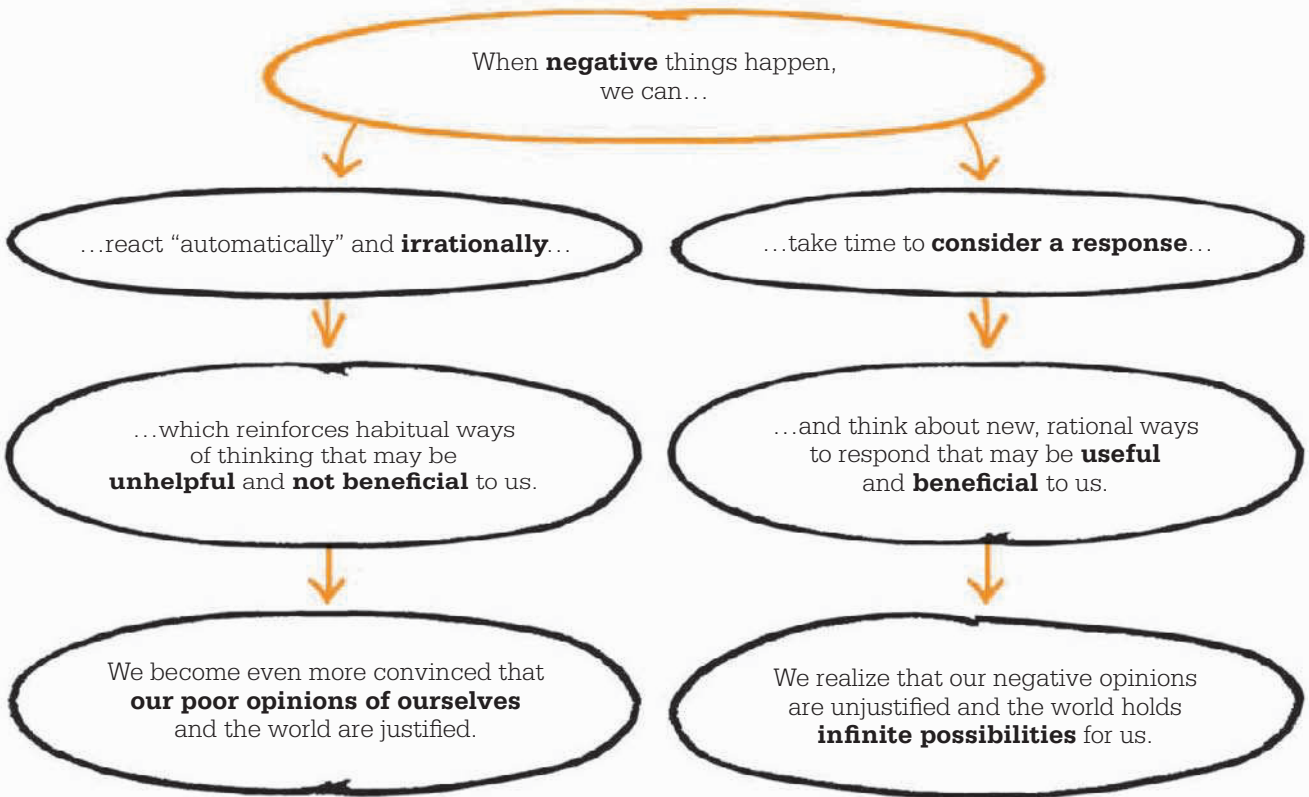 When negative things happen,
we can…
…react “automatically” and irrationally…
…which reinforces habitual ways
of thinking that may be
unhelpful and not beneficial to us.
We become even more convinced that
our poor opinions of ourselves
and the world are justified.
…take time to consider a response…
…and think about new, rational ways
to respond that may be useful
and beneficial to us.
We realize that our negative opinions
are unjustified and the world holds
infinite possibilities for us.